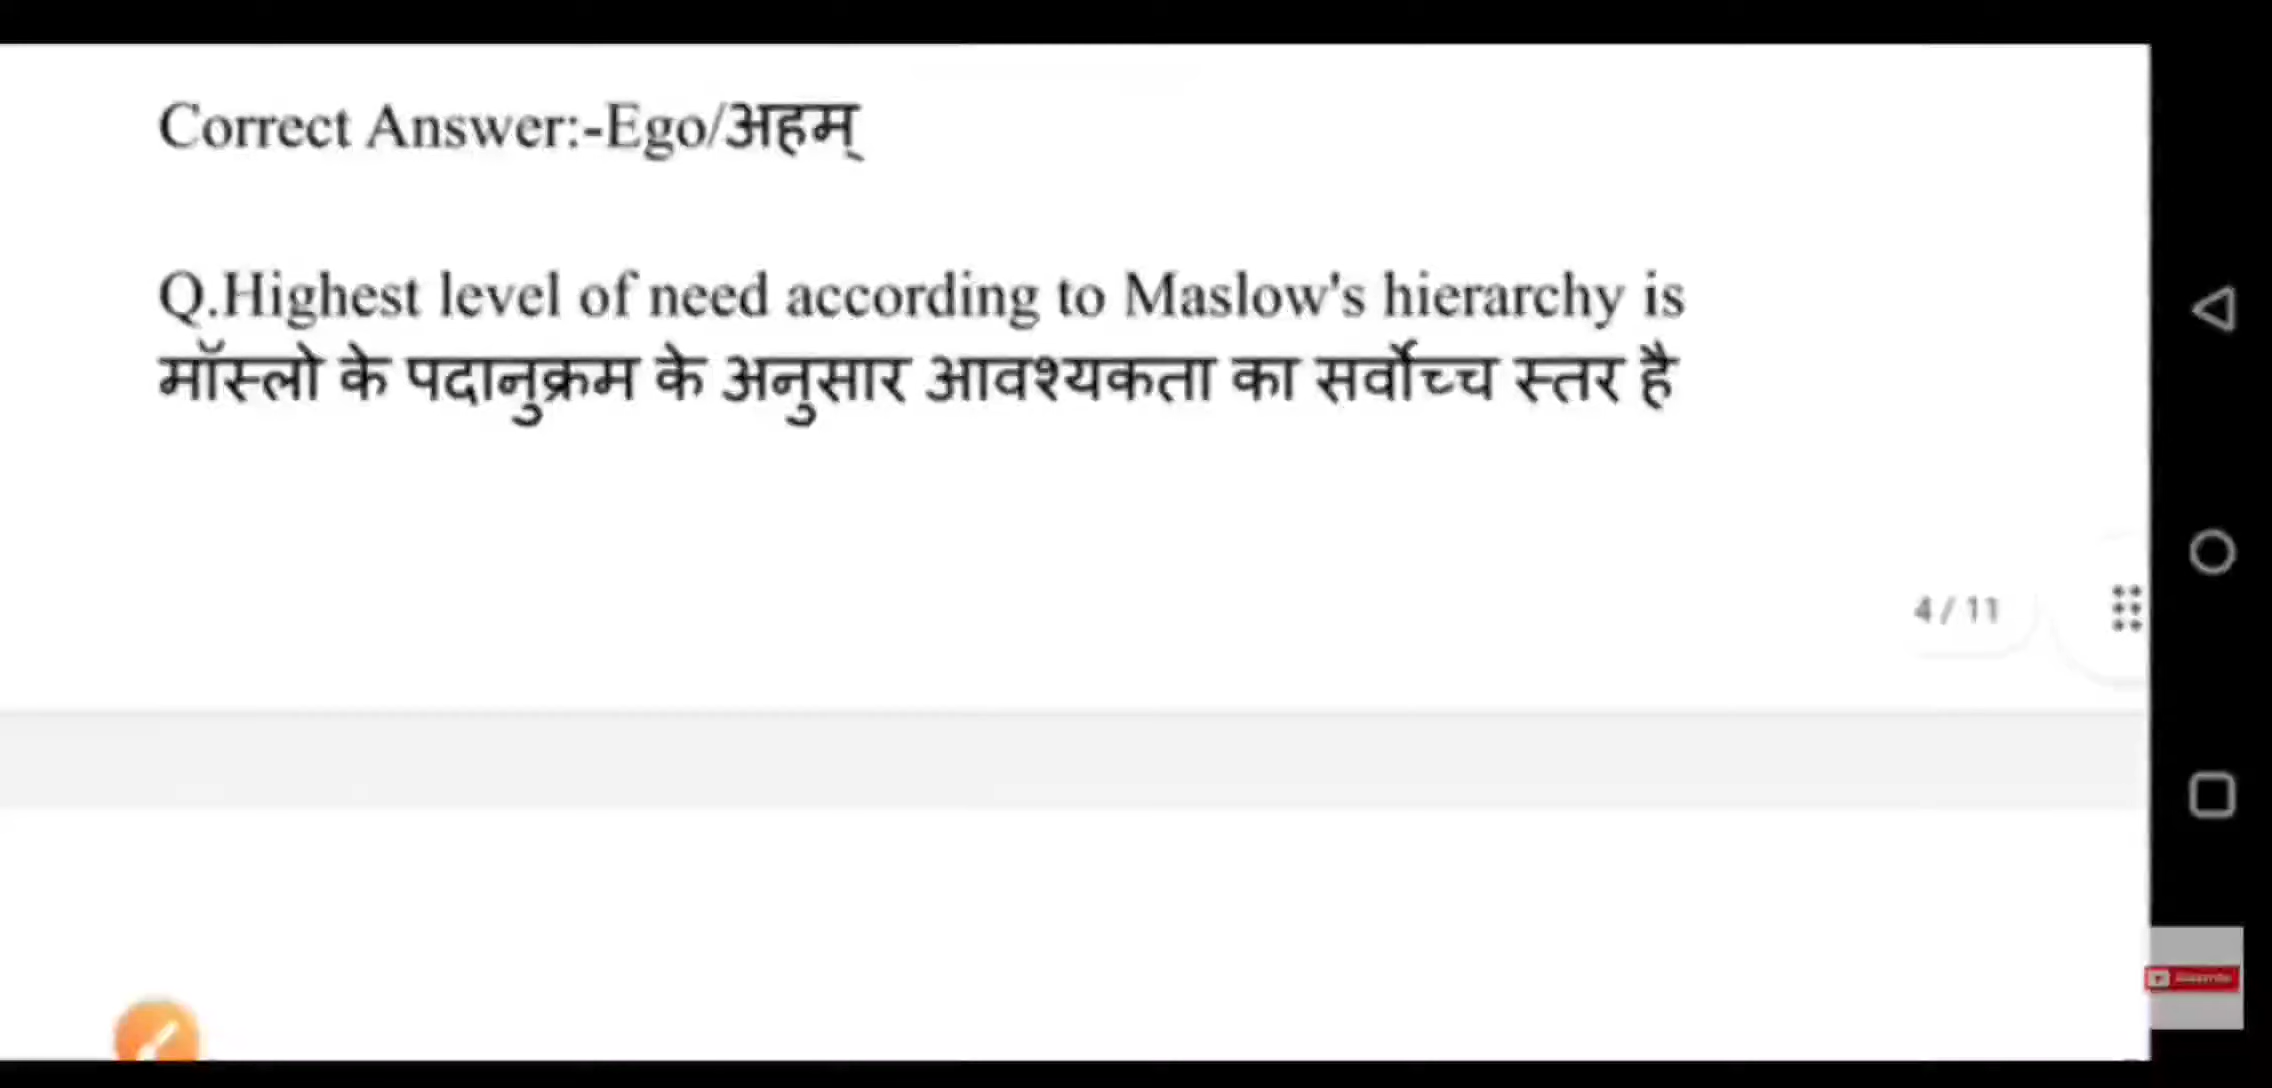 Correct Answer:-Ego/अहम्
Q.Highest level of need according to Maslow's hierarchy is
मॉस्लो के पदानुक्रम के अनुसार आवश्यकता का सर्वोच्च स्तर है
4 / 11